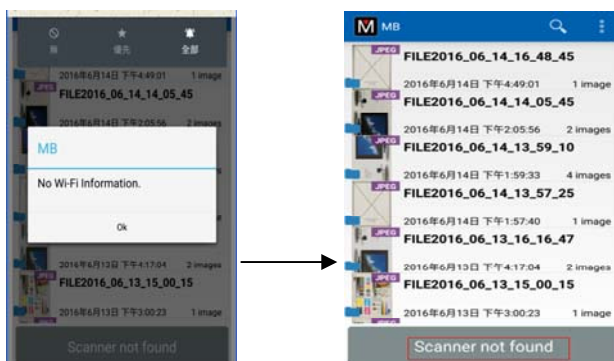 無
優先
全部
2016年6月14日 下午4:49:01 1 image
JPEG
FILE2016_06_14_14_05_45
2016年6月14日 下午2:05:56 2 images
MB
No Wi-Fi Information.
Ok
2016年6月13日 下午4:17:04 2 images
JPEG
FILE2016_06_13_15_00_15
2016年6月13日 下午3:00:23 1 image
Scanner not found
M MB
JPEG
FILE2016_06_14_16_48_45
2016年6月14日 下午4:49:01 1 image
JPEG
FILE2016_06_14_14_05_45
2016年6月14日 下午2:05:56 2 images
JPEG
FILE2016_06_14_13_59_10
2016年6月14日 下午1:59:33 4 images
JPEG
FILE2016_06_14_13_57_25
2016年6月14日 下午1:57:40 1 image
JPEG
FILE2016_06_13_16_16_47
2016年6月13日 下午4:17:04 2 images
JPEG
FILE2016_06_13_15_00_15
2016年6月13日 下午3:00:23 1 image
Scanner not found